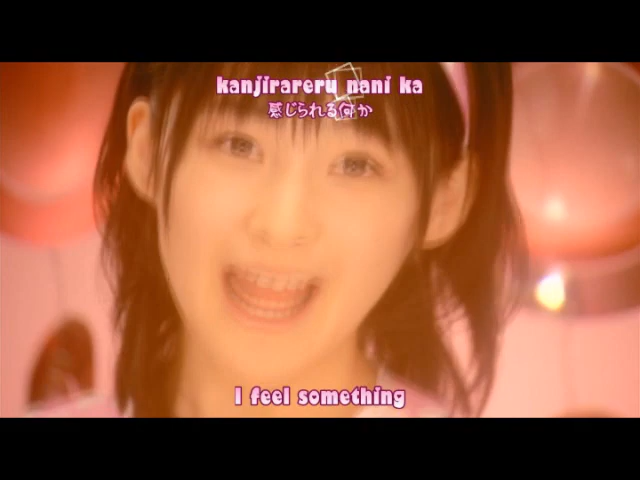 kanjirareru nani ka
感じられる何か
I feel something